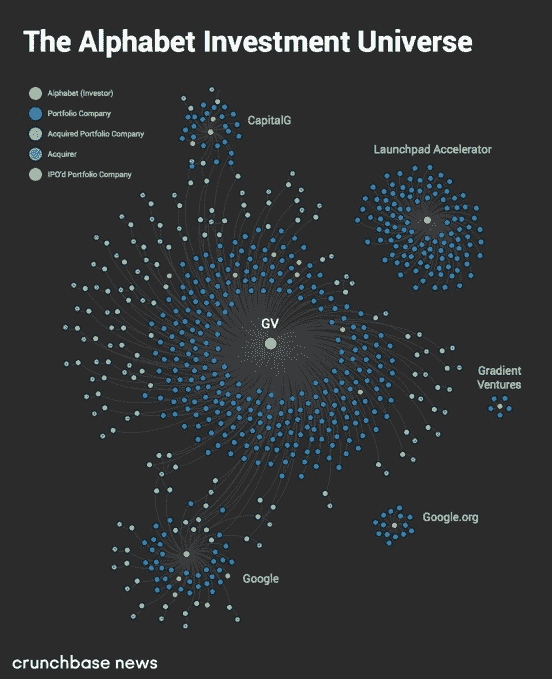 The Alphabet Investment Universe
Alphabet (Investor)
Portfolio Company
Acquired Portfolio Company
Acquirer
IPO'd Portfolio Company
CapitalG
Launchpad Accelerator
GV
Gradient
Ventures
Google.org
Google
crunchbase news